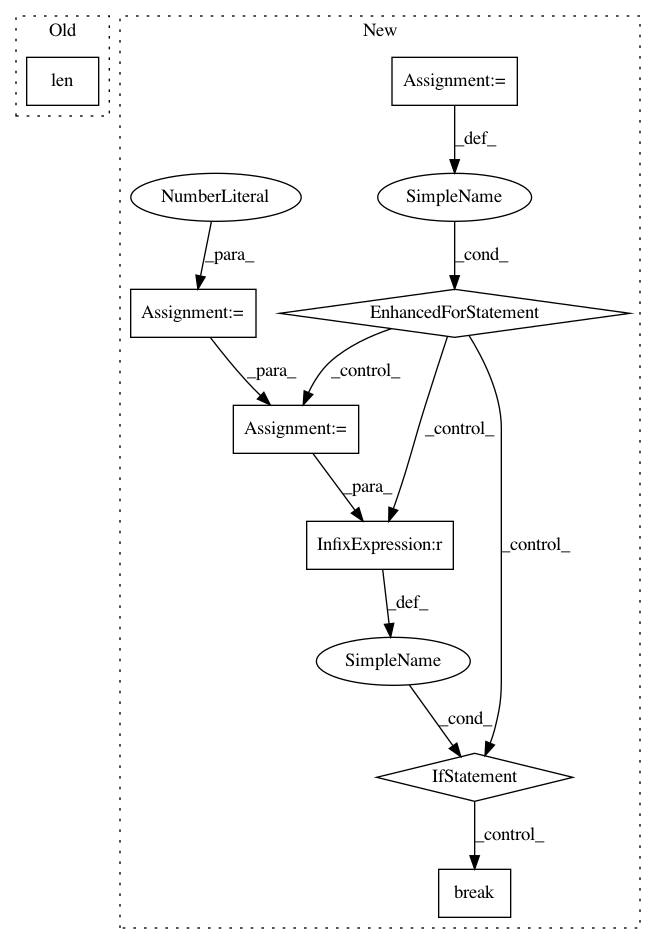 Old
New
len
Assignment:=
_def_
NumberLiteral
SimpleName
_para_
_cond_
Assignment:=
EnhancedForStatement
_para_
_control_
Assignment:=
_control_
_para_
InfixExpression:r
_control_
_def_
SimpleName
_cond_
IfStatement
_control_
break